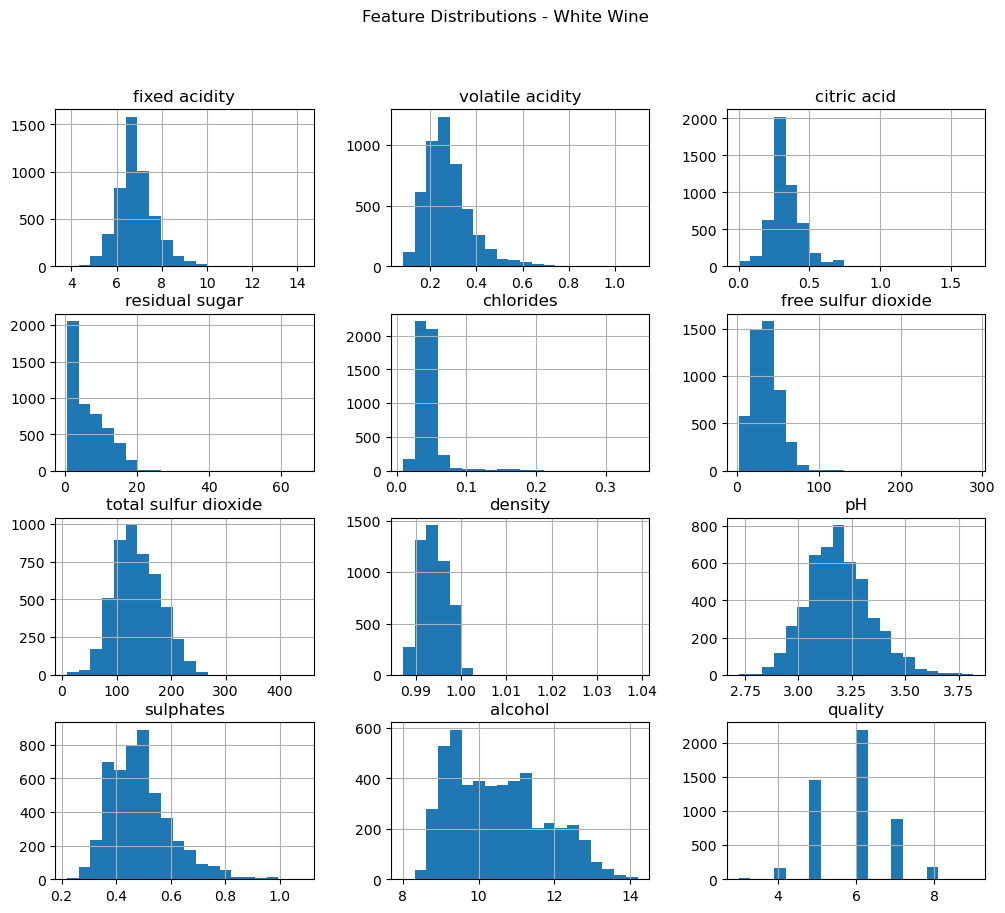 Feature Distributions - White Wine
fixed acidity
volatile acidity
citric acid
1500
1000
500
0
4 6 8 10 12 14
1000
500
0
0.2 0.4 0.6 0.8 1.0
2000
1500
1000
500
0
0.0 0.5 1.0 1.5
residual sugar
chlorides
free sulfur dioxide
2000
1500
1000
500
0
0 20 40 60
2000
1500
1000
500
0
0.0 0.1 0.2 0.3
1500
1000
500
0
0 100 200 300
total sulfur dioxide
density
pH
1000
750
500
250
0
0 100 200 300 400
1500
1000
500
0
0.99 1.00 1.01 1.02 1.03 1.04
800
600
400
200
0
2.75 3.00 3.25 3.50 3.75
sulphates
alcohol
quality
800
600
400
200
0
0.2 0.4 0.6 0.8 1.0
600
400
200
0
8 10 12 14
2000
1500
1000
500
0
4 6 8